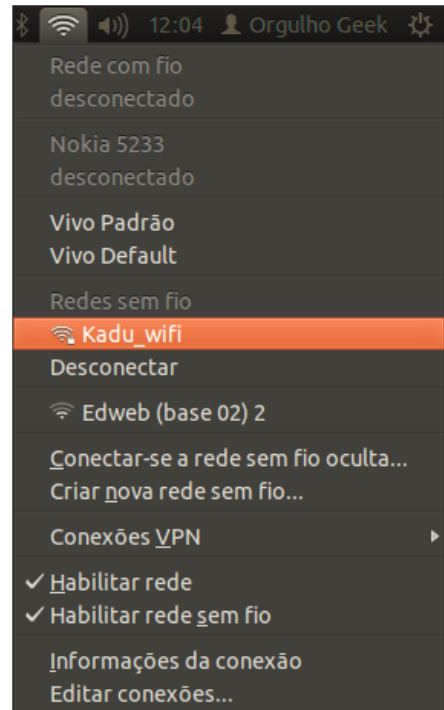 12:04 Orgulho Geek
Rede com fio
desconectado
Nokia 5233
desconectado
Vivo Padrão
Vivo Default
Redes sem fio
Kadu_wifi
Desconectar
Edweb (base 02) 2
Conectar-se a rede sem fio oculta...
Criar nova rede sem fio...
Conexões VPN
Habilitar rede
Habilitar rede sem fio
Informações da conexão
Editar conexões...